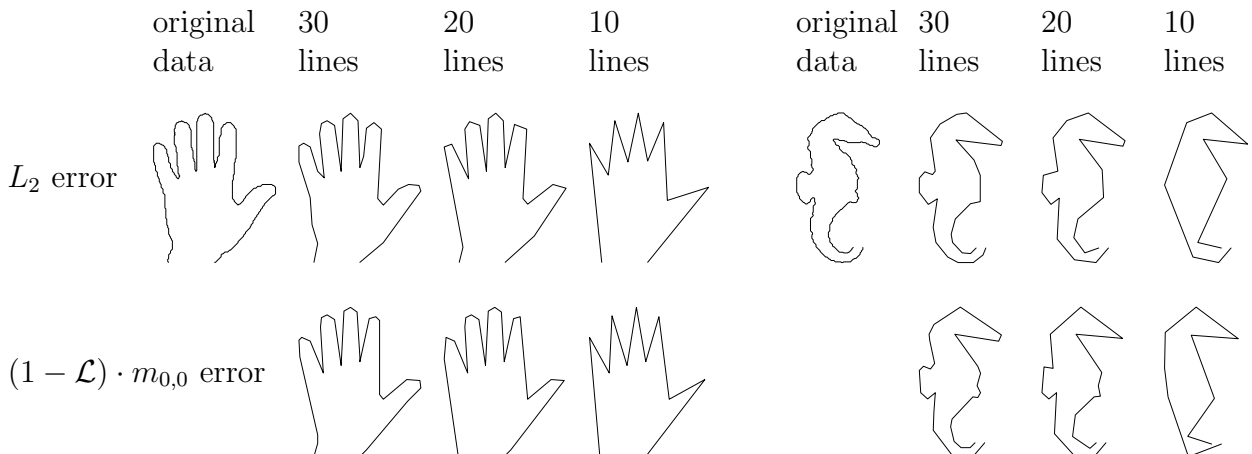 original 30 20 10 original 30 20 10
data lines lines lines data lines lines lines
L₂ error
(1 − 𝓛) · m₀,₀ error